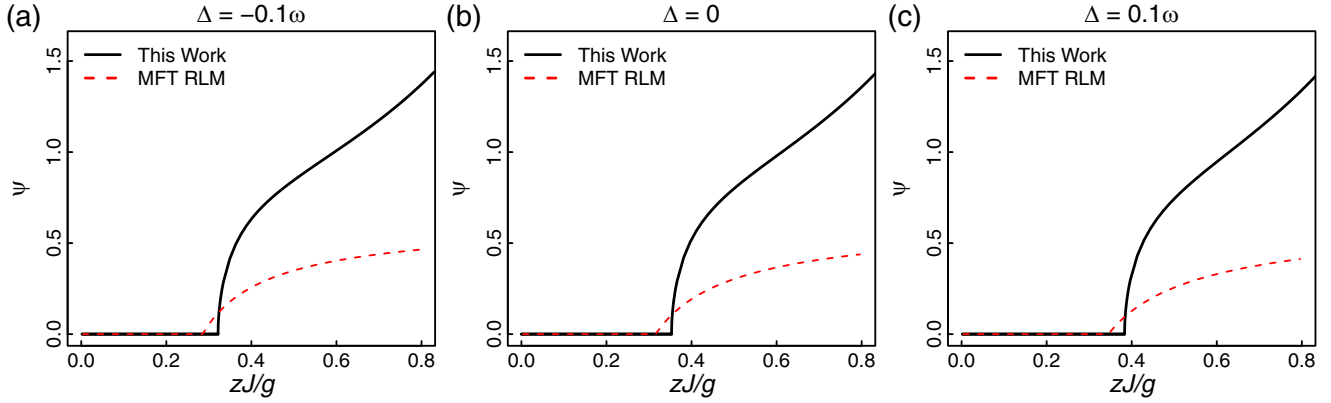 (a)
Δ = −0.1ω
This Work
MFT RLM
ψ
0.0
0.5
1.0
1.5
0.0 0.2 0.4 0.6 0.8
zJ/g
(b)
Δ = 0
This Work
MFT RLM
ψ
0.0
0.5
1.0
1.5
0.0 0.2 0.4 0.6 0.8
zJ/g
(c)
Δ = 0.1ω
This Work
MFT RLM
ψ
0.0
0.5
1.0
1.5
0.0 0.2 0.4 0.6 0.8
zJ/g